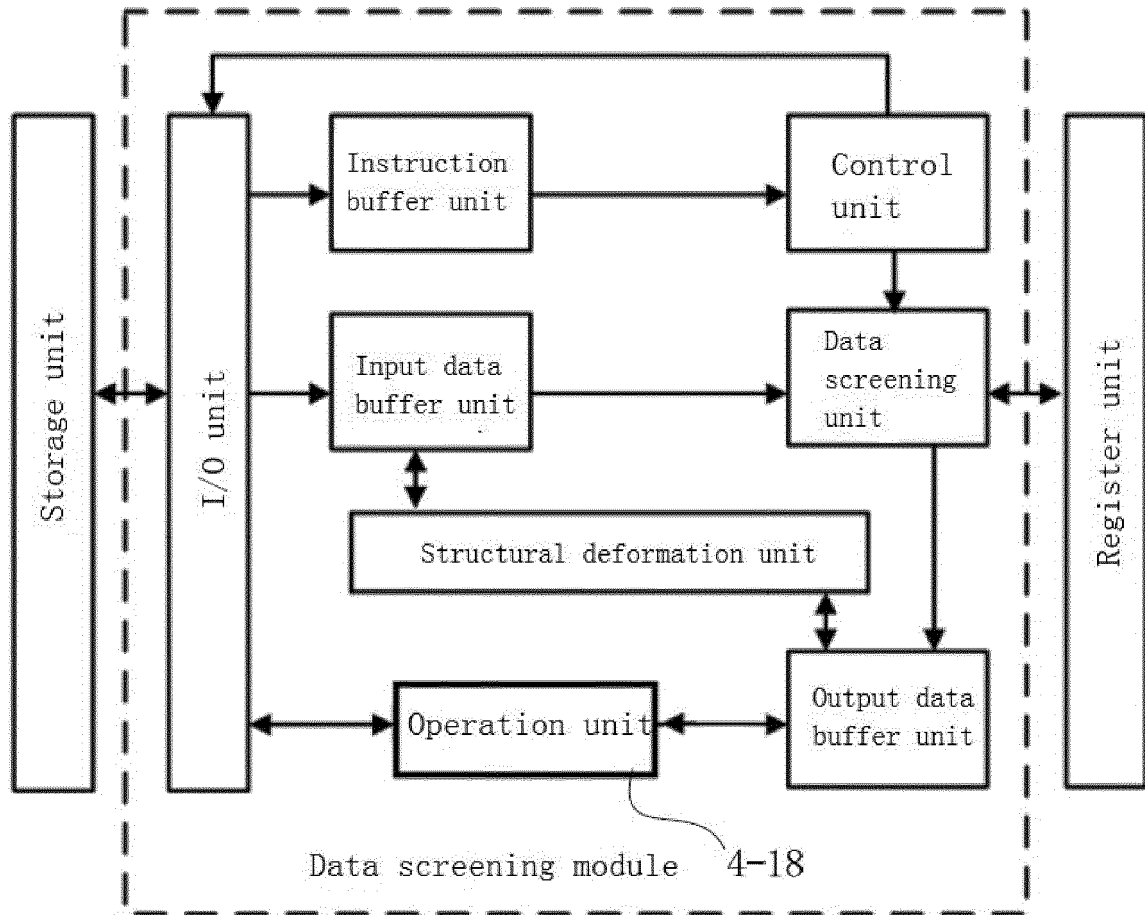 Storage unit
I/O unit
Instruction
buffer unit
Control
unit
Input data
buffer unit
Data
screening
unit
Register unit
Structural deformation unit
Operation unit
Output data
buffer unit
Data screening module
4-18